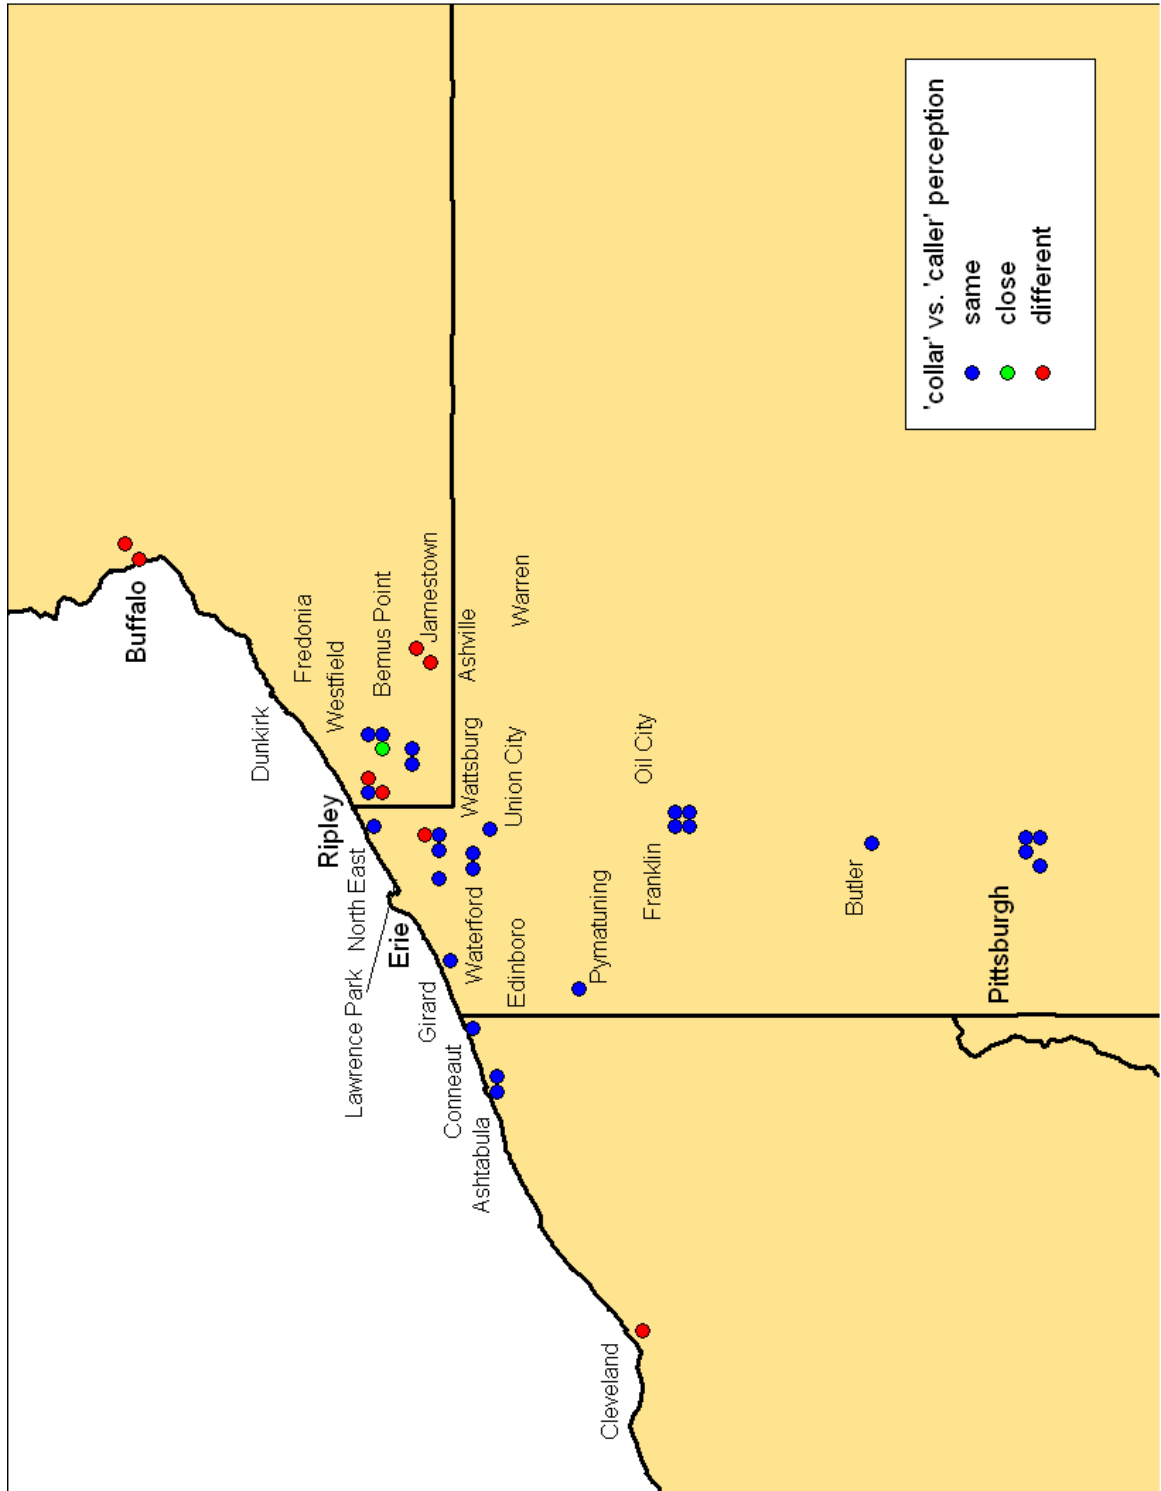 Buffalo
Dunkirk
Fredonia
Westfield
Bemus Point
Jamestown
Ashville
Warren
Ripley
North East
Lawrence Park
Erie
Wattsburg
Union City
Waterford
Edinboro
Girard
Conneaut
Ashtabula
Cleveland
Pymatuning
Oil City
Franklin
Butler
Pittsburgh
'collar' vs. 'caller' perception
same
close
different